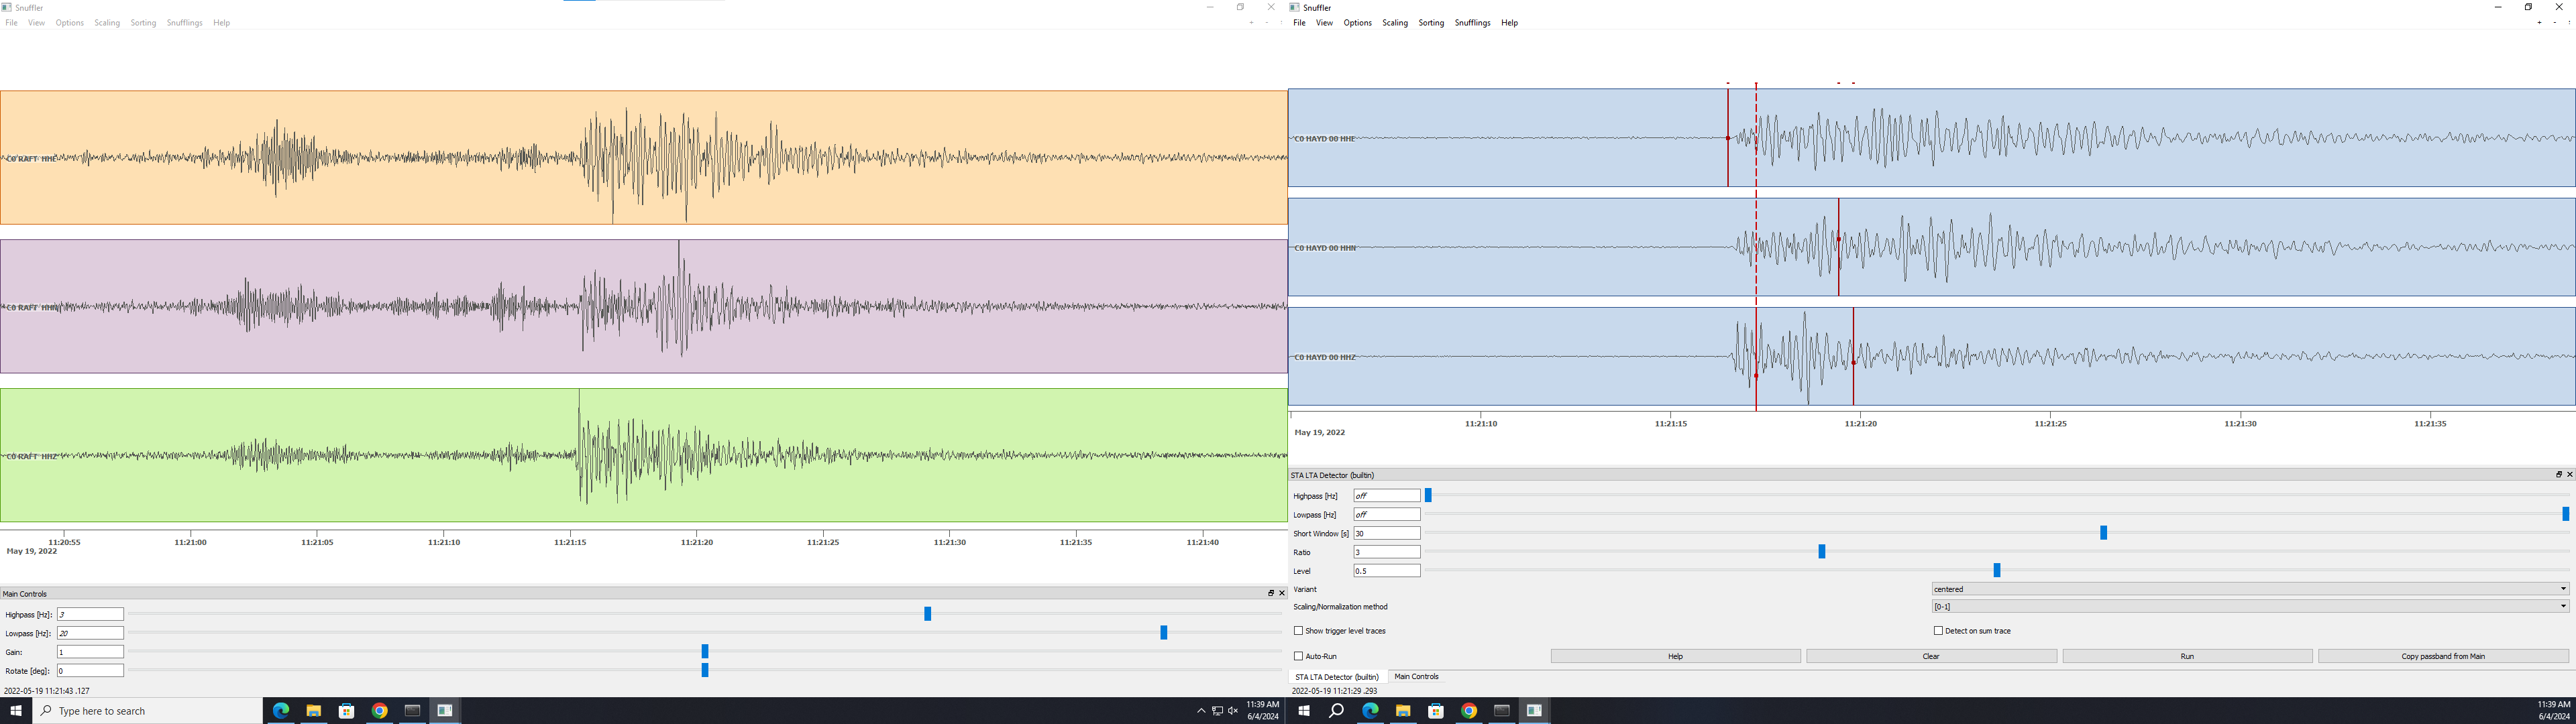 Snuffler
File View Options Scaling Sorting Snufflings Help
C0 RAFT HHE
C0 RAFT HHN
C0 RAFT HHZ
11:20:55 11:21:00 11:21:05 11:21:10 11:21:15 11:21:20 11:21:25 11:21:30 11:21:35 11:21:40
May 19, 2022
Main Controls
Highpass [Hz]: 3
Lowpass [Hz]: 20
Gain: 1
Rotate [deg]: 0
2022-05-19 11:21:43 .127
Type here to search
11:39 AM
6/4/2024
Snuffler
File View Options Scaling Sorting Snufflings Help
C0 HAYD 00 HHE
C0 HAYD 00 HHN
C0 HAYD 00 HHZ
11:21:10 11:21:15 11:21:20 11:21:25 11:21:30 11:21:35
May 19, 2022
STA LTA Detector (builtin)
Highpass [Hz] off
Lowpass [Hz] off
Short Window [s] 30
Ratio 3
Level 0.5
Variant centered
Scaling/Normalization method [0-1]
Show trigger level traces Detect on sum trace
Auto-Run Help Clear Run Copy passband from Main
STA LTA Detector (builtin) Main Controls
2022-05-19 11:21:29 .293
11:39 AM
6/4/2024